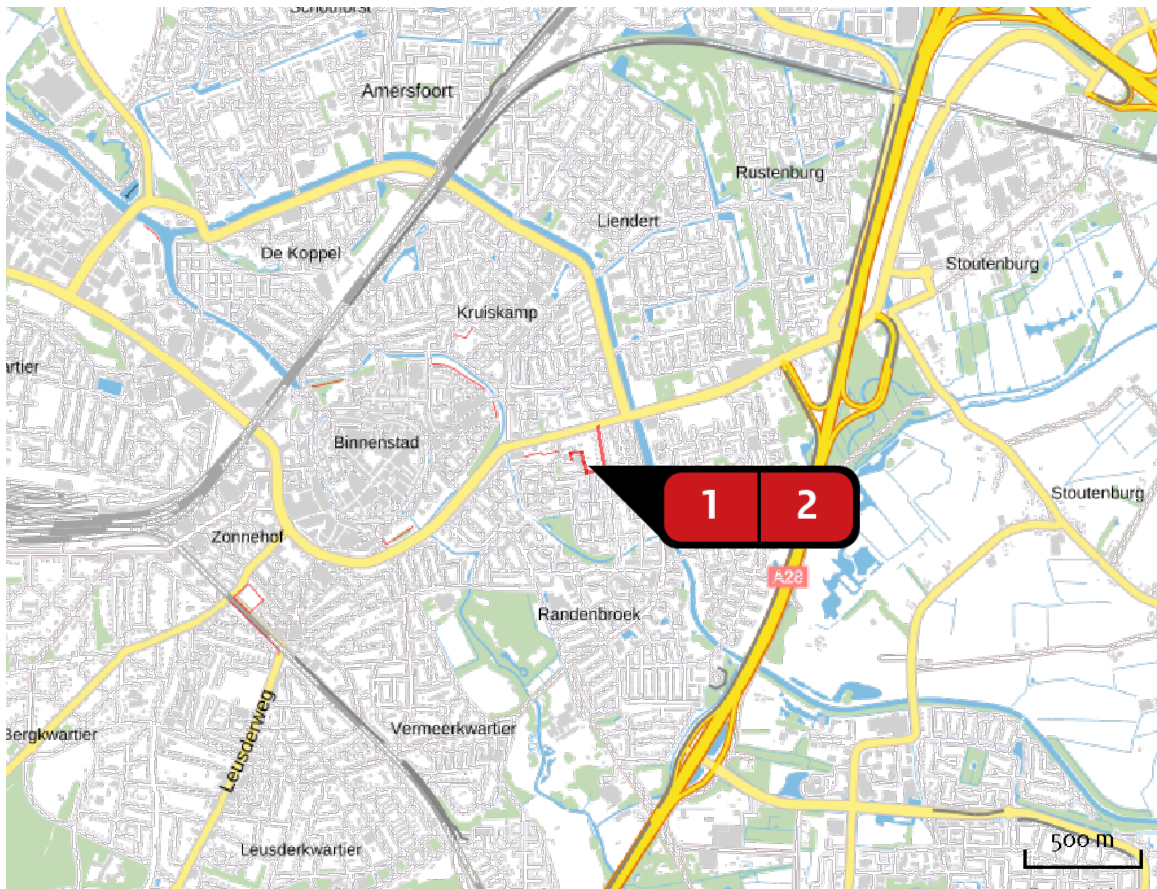 Amersfoort
Rustenburg
Liendert
De Koppel
Stoutenburg
Kruiskamp
Binnenstad
Stoutenburg
1 2
Zonnehof
A28
Randenbroek
Leusderweg
Vermeerkwartier
Bergkwartier
500 m
Leusderkwartier